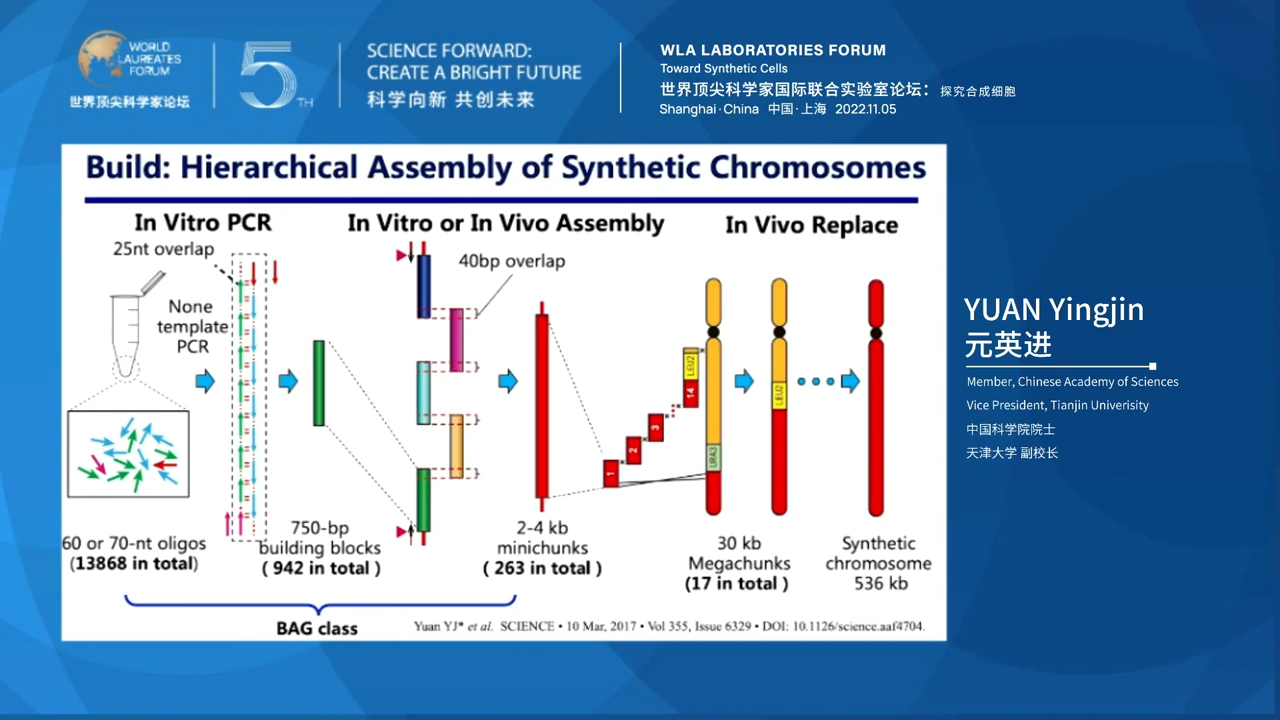 WORLD
LAUREATES
FORUM
世界顶尖科学家论坛
5TH
SCIENCE FORWARD:
CREATE A BRIGHT FUTURE
科学向新 共创未来
WLA LABORATORIES FORUM
Toward Synthetic Cells
世界顶尖科学家国际联合实验室论坛：探究合成细胞
Shanghai·China 中国·上海 2022.11.05
Build: Hierarchical Assembly of Synthetic Chromosomes
In Vitro PCR
In Vitro or In Vivo Assembly
In Vivo Replace
25nt overlap
40bp overlap
None
template
PCR
LEU2
14
3
2
1
URA3
LEU2
60 or 70-nt oligos
(13868 in total)
750-bp
building blocks
( 942 in total )
2-4 kb
minichunks
( 263 in total )
30 kb
Megachunks
(17 in total )
Synthetic
chromosome
536 kb
BAG class
Yuan YJ* et al. SCIENCE • 10 Mar, 2017 • Vol 355, Issue 6329 • DOI: 10.1126/science.aaf4704.
YUAN Yingjin
元英进
Member, Chinese Academy of Sciences
Vice President, Tianjin Univerisity
中国科学院院士
天津大学 副校长